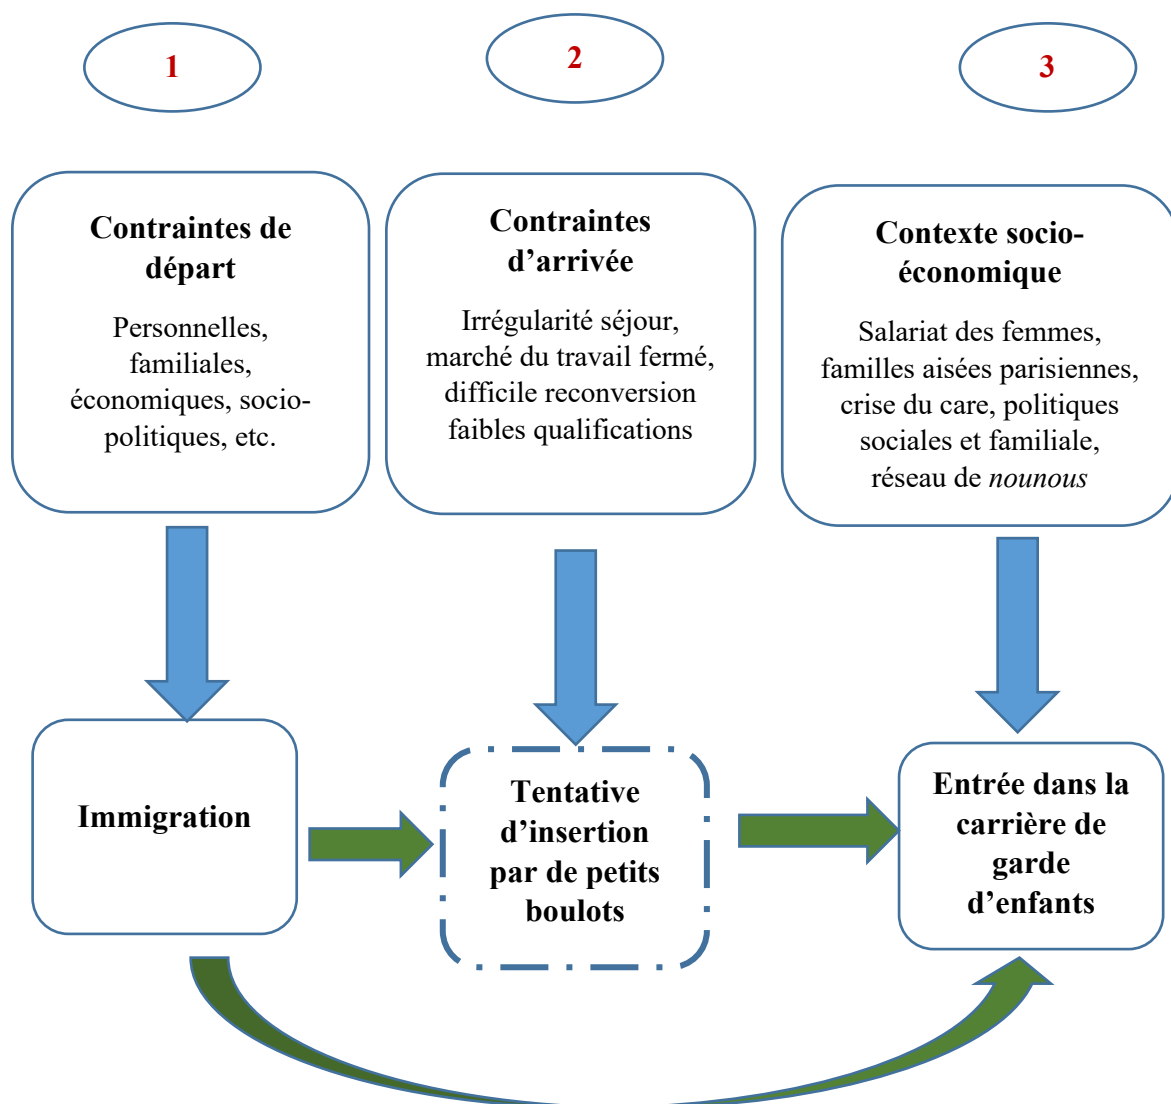 1
2
3
Contraintes de
départ
Personnelles,
familiales,
économiques, socio-
politiques, etc.
Contraintes
d’arrivée
Irrégularité séjour,
marché du travail fermé,
difficile reconversion
faibles qualifications
Contexte socio-
économique
Salariat des femmes,
familles aisées parisiennes,
crise du care, politiques
sociales et familiale,
réseau de nounous
Immigration
Tentative
d’insertion
par de petits
boulots
Entrée dans la
carrière de
garde
d’enfants